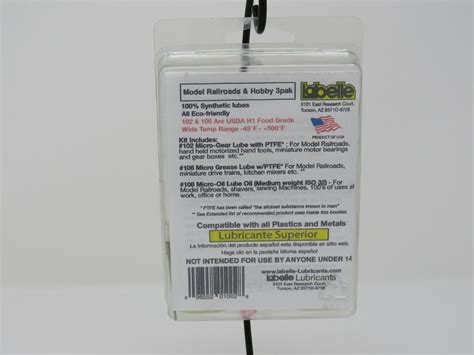 Model Railroads & Hobby 3pak
labelle
8101 East Research Court,
Tucson, AZ 85710-6758
100% Synthetic lubes
All Eco-friendly
102 & 106 Are USDA H1 Food Grade
Wide Temp Range -45°F - +500°F
PRODUCT OF USA
Kit Includes:
#102 Micro-Gear Lube with PTFE* : For Model Railroads,
hand held motorized hand tools, miniature motor bearings
and gear boxes etc.**
#106 Micro Grease Lube w/PTFE* : For Model Railroads,
miniature drive trains, kitchen mixers etc. **
#108 Micro-Oil Lube Oil (Medium weight ISO 32) - For
Model Railroads, shavers, sewing Machines, 100's of uses at
work, office or home. **
* PTFE has been called "the slickest substance known to man"
** See Extended list of recommended product uses inside this booklet
Compatible with all Plastics and Metals
Lubricante Superior
La información del producto español esta disponible en sitio web.
Haga clic en la pestaña idioma español
NOT INTENDED FOR USE BY ANYONE UNDER 14
www.labelle-Lubricants.com
labelle Lubricants
8101 East Research Court
Tucson, AZ 85710-6758